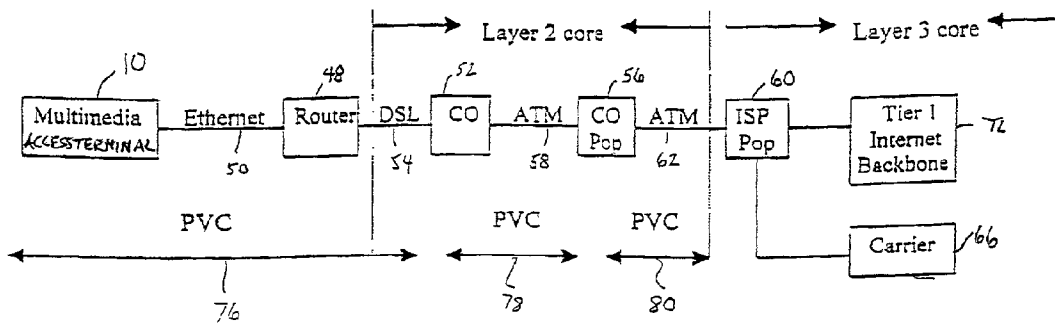 Layer 2 core
Layer 3 core
10
48
52
56
60
Multimedia
ACCESSTERMINAL
Ethernet
50
Router
DSL
54
CO
ATM
58
CO
Pop
ATM
62
ISP
Pop
Tier 1
Internet
Backbone
72
PVC
76
PVC
78
PVC
80
Carrier
66